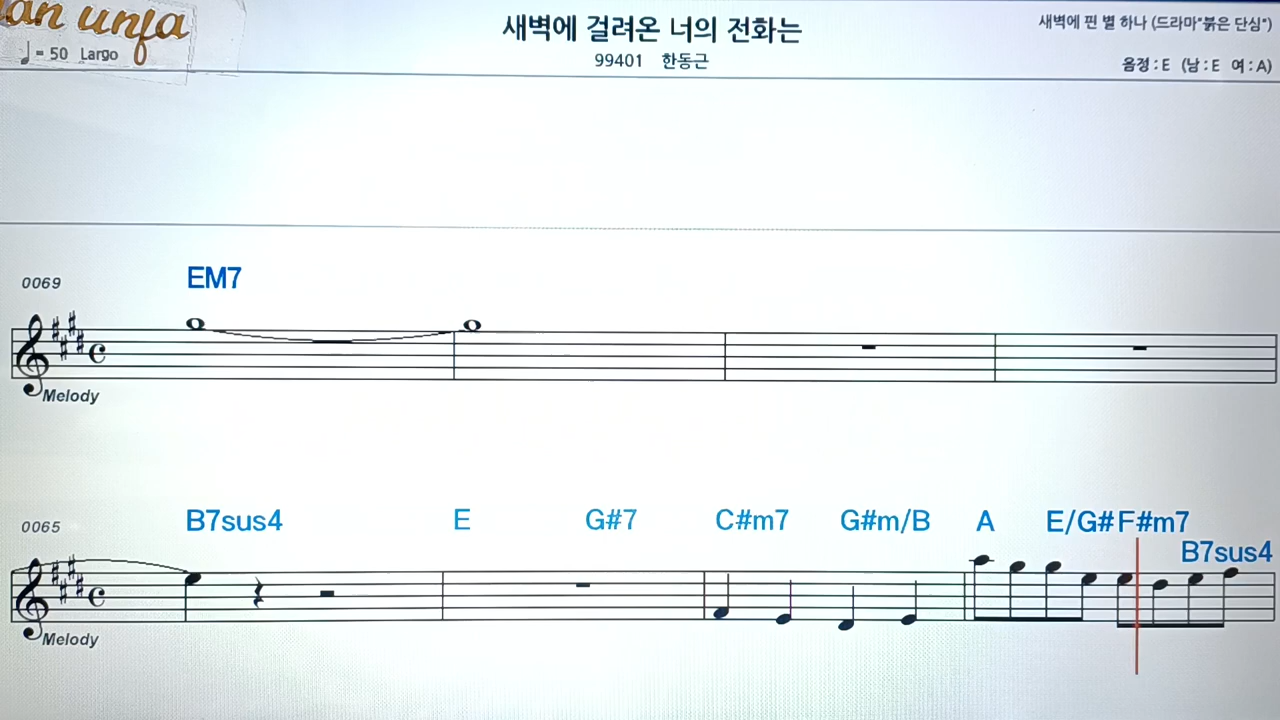 새벽에 걸려온 너의 전화는
새벽에 핀 별 하나 (드라마"붉은 단심")
♩= 50 Largo
99401 한동근
음정 : E (남 : E 여 : A)
0069
EM7
Melody
0065
B7sus4 E G#7 C#m7 G#m/B A E/G# F#m7
B7sus4
Melody